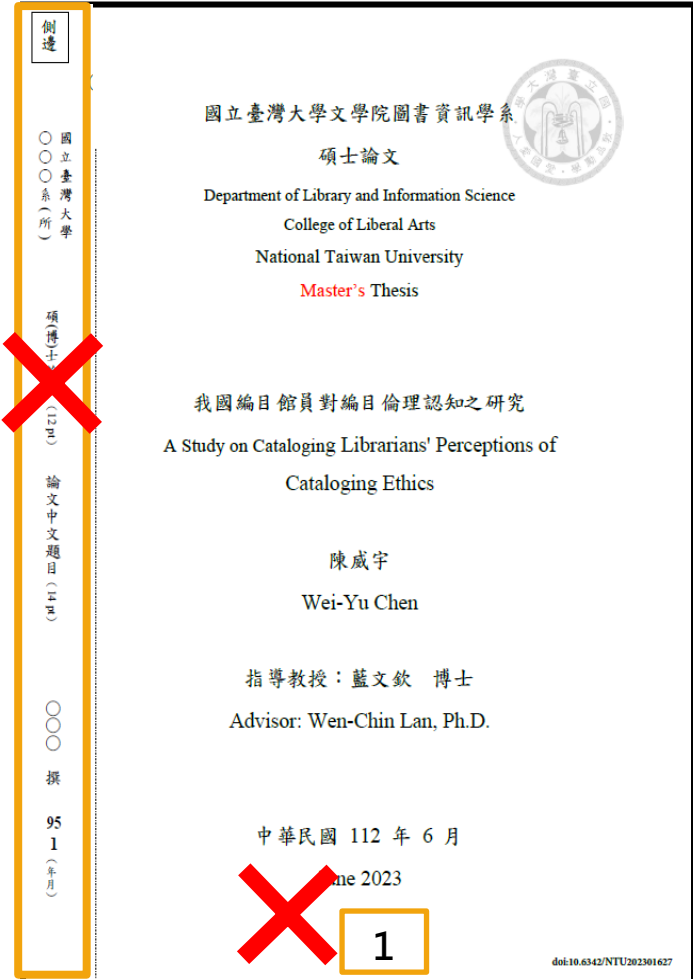 側邊
國立臺灣大學
○○○系(所)
碩(博)士
(12 pt)
論文中文題目(14 pt)
○○○
撰
95
1
(年月)
國立臺灣大學文學院圖書資訊學系
碩士論文
Department of Library and Information Science
College of Liberal Arts
National Taiwan University
Master's Thesis
我國編目館員對編目倫理認知之研究
A Study on Cataloging Librarians' Perceptions of
Cataloging Ethics
陳威宇
Wei-Yu Chen
指導教授：藍文欽 博士
Advisor: Wen-Chin Lan, Ph.D.
中華民國 112 年 6 月
ne 2023
1
doi:10.6342/NTU202301627